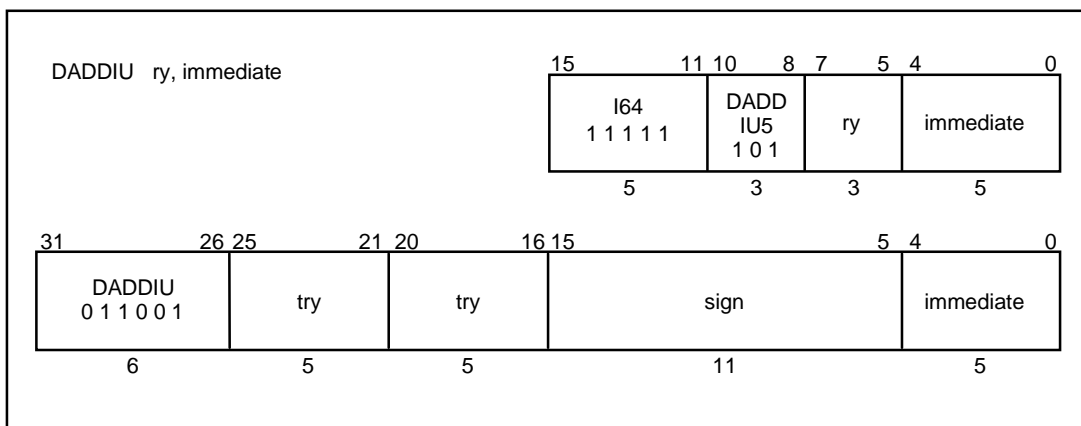 DADDIU ry, immediate
15 11 10 8 7 5 4 0
I64 DADD
1 1 1 1 1 IU5 ry immediate
1 0 1
5 3 3 5
31 26 25 21 20 16 15 5 4 0
DADDIU try try sign immediate
0 1 1 0 0 1
6 5 5 11 5